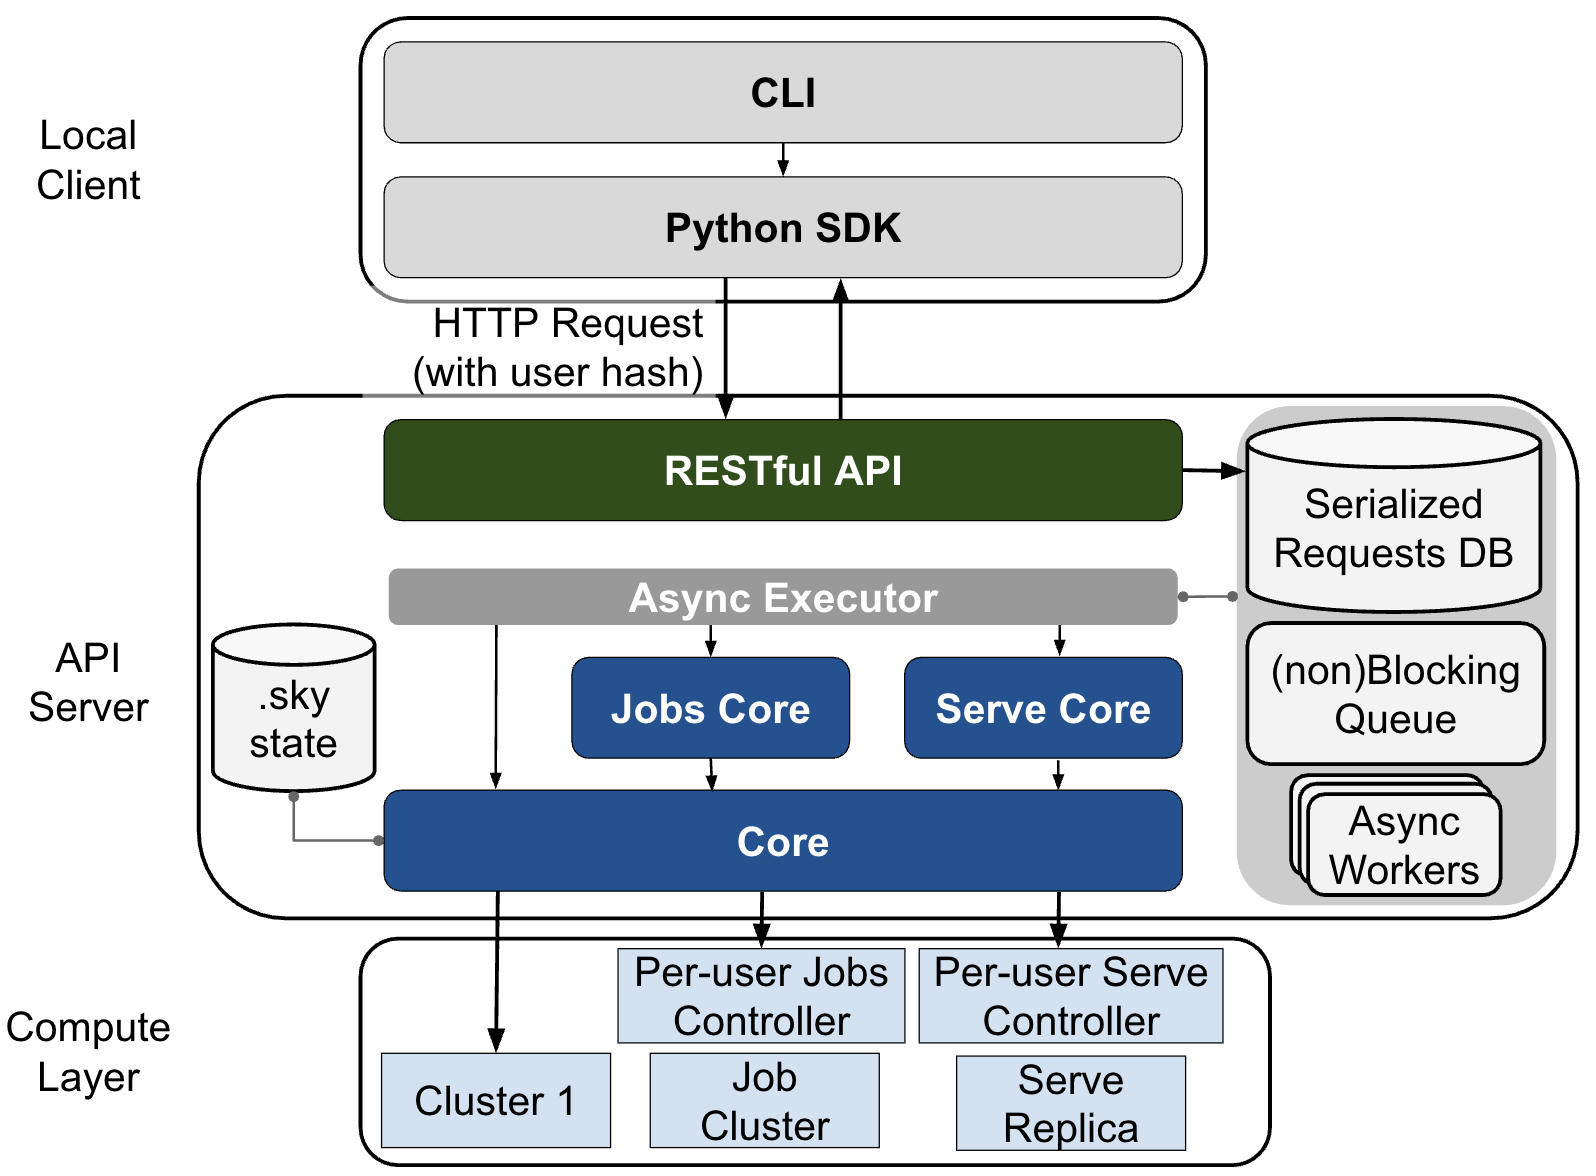 Local
Client
CLI
Python SDK
HTTP Request
(with user hash)
API
Server
RESTful API
Async Executor
.sky
state
Jobs Core
Serve Core
Core
Serialized
Requests DB
(non)Blocking
Queue
Async
Workers
Compute
Layer
Cluster 1
Per-user Jobs
Controller
Job
Cluster
Per-user Serve
Controller
Serve
Replica